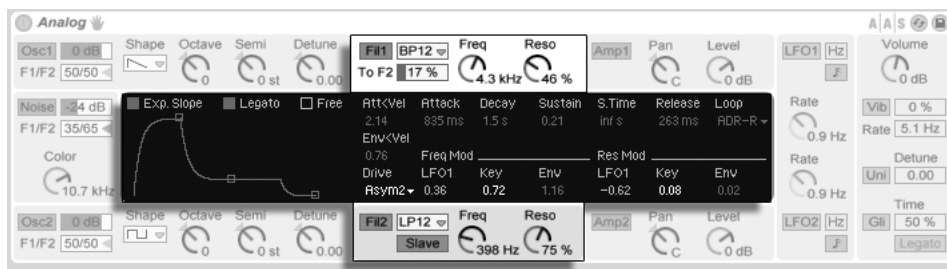 Analog A A S
Osc1 0 dB Shape Octave Semi Detune Fil1 BP12 Freq Reso Amp1 Pan Level LFO1 Hz Volume
F1/F2 50/50 0 0 st 0.00 To F2 17 % 4.3 kHz 46 % C 0 dB 0 dB
Noise -24 dB Exp. Slope Legato Free Att<Vel Attack Decay Sustain S.Time Release Loop Rate Vib 0 %
F1/F2 35/65 2.14 835 ms 1.5 s 0.21 inf s 263 ms ADR-R 0.9 Hz Rate 5.1 Hz
Env<Vel
Color 0.76 Freq Mod Res Mod Rate Detune
10.7 kHz Drive LFO1 Key Env LFO1 Key Env 0.9 Hz Uni 0.00
Asym2 0.36 0.72 1.16 -0.62 0.08 0.02
Osc2 0 dB Shape Octave Semi Detune Fil2 LP12 Freq Reso Amp2 Pan Level LFO2 Hz Time
Gli 50 %
F1/F2 50/50 0 0 st 0.00 Slave 398 Hz 75 % C 0 dB Legato